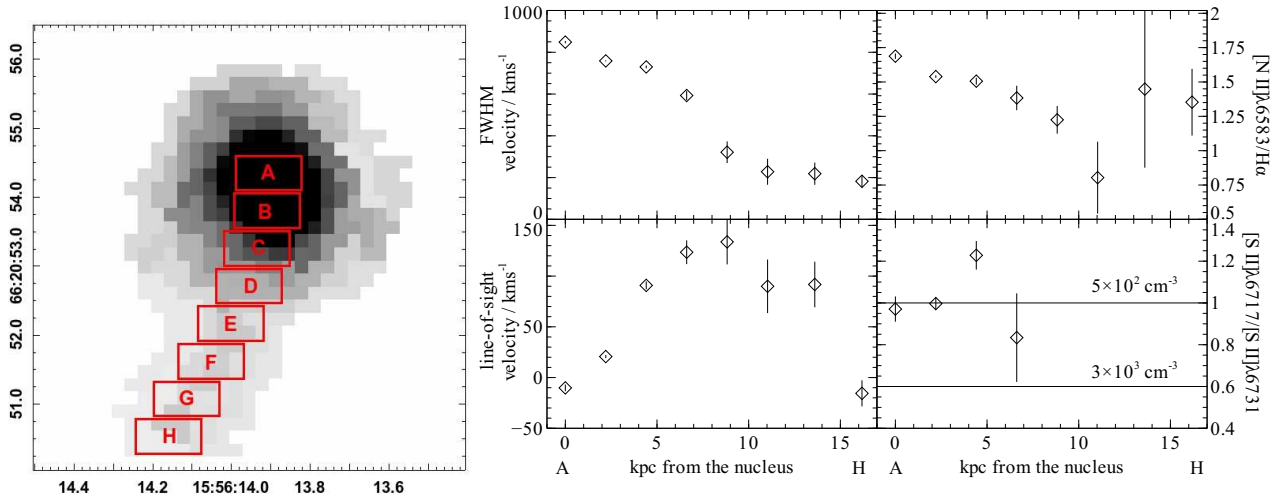 56.0
55.0
54.0
66:20:53.0
52.0
51.0
A
B
C
D
E
F
G
H
14.4
14.2
15:56:14.0
13.8
13.6
1000
0
FWHM
velocity / kms⁻¹
2
1.75
1.5
1.25
1
0.75
0.5
[N II]λ6583/Hα
150
50
0
−50
line-of-sight
velocity / kms⁻¹
0
5
10
15
A
kpc from the nucleus
H
5×10² cm⁻³
3×10³ cm⁻³
1.4
1.2
1
0.8
0.6
0.4
[S II]λ6717/[S II]λ6731
0
5
10
15
A
kpc from the nucleus
H